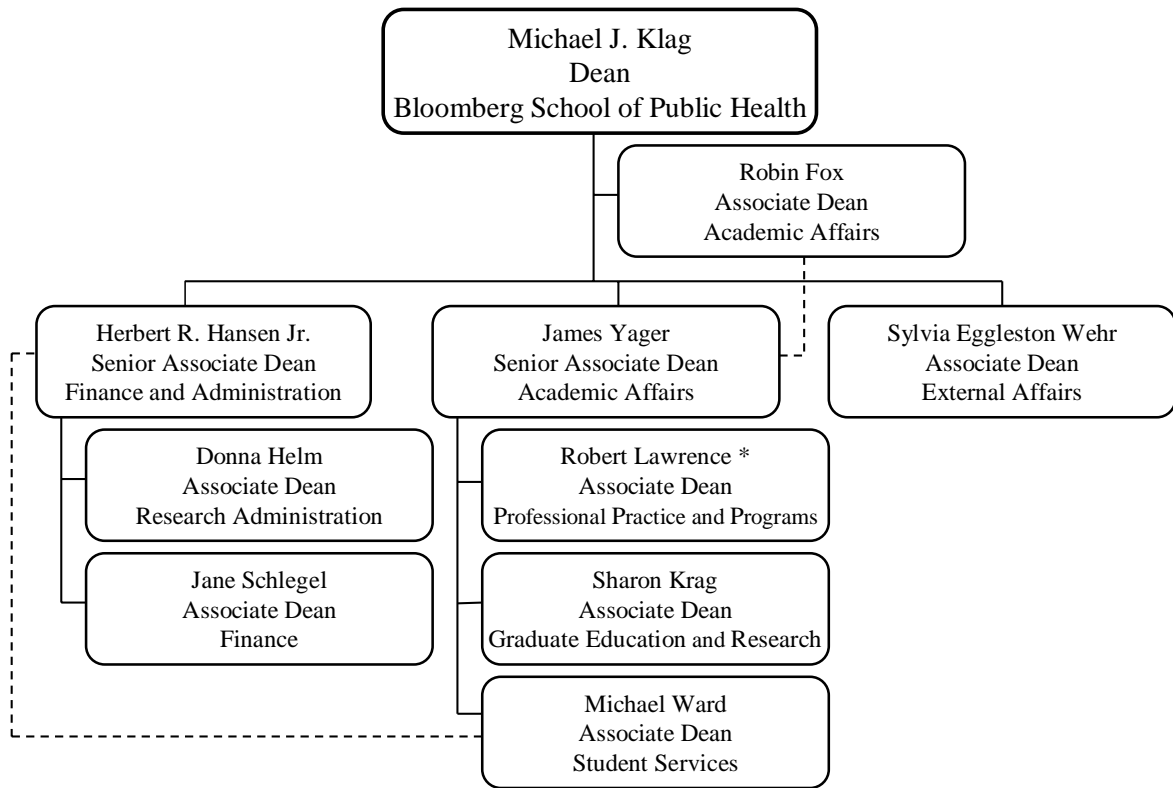 Michael J. Klag
Dean
Bloomberg School of Public Health
Robin Fox
Associate Dean
Academic Affairs
Herbert R. Hansen Jr.
Senior Associate Dean
Finance and Administration
James Yager
Senior Associate Dean
Academic Affairs
Sylvia Eggleston Wehr
Associate Dean
External Affairs
Donna Helm
Associate Dean
Research Administration
Jane Schlegel
Associate Dean
Finance
Robert Lawrence *
Associate Dean
Professional Practice and Programs
Sharon Krag
Associate Dean
Graduate Education and Research
Michael Ward
Associate Dean
Student Services